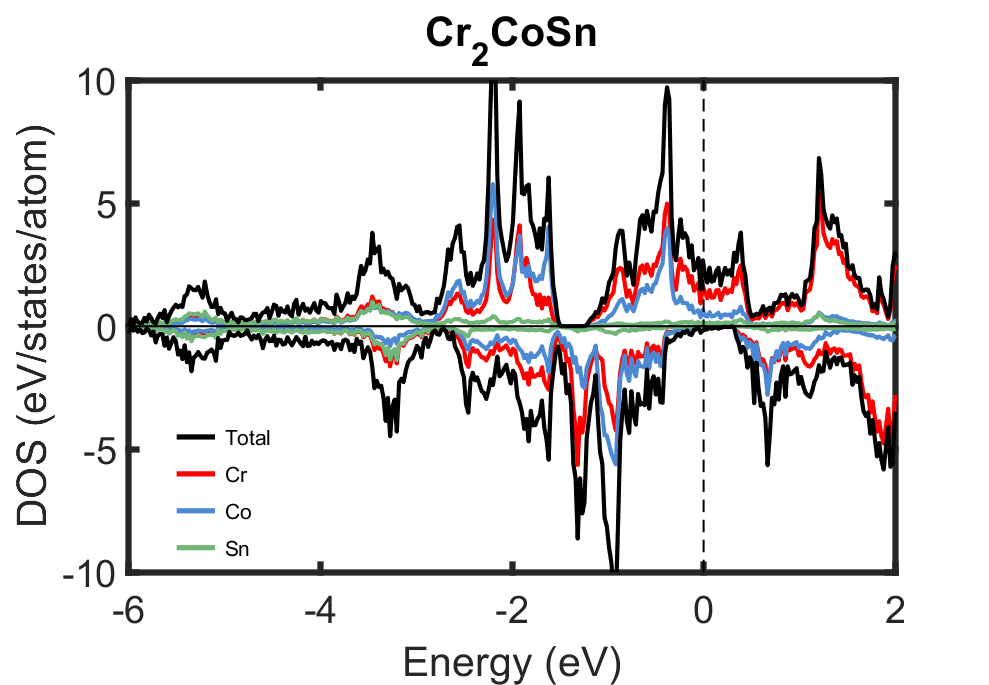 Cr2CoSn
DOS (eV/states/atom)
10
5
0
-5
-10
Total
Cr
Co
Sn
-6 -4 -2 0 2
Energy (eV)